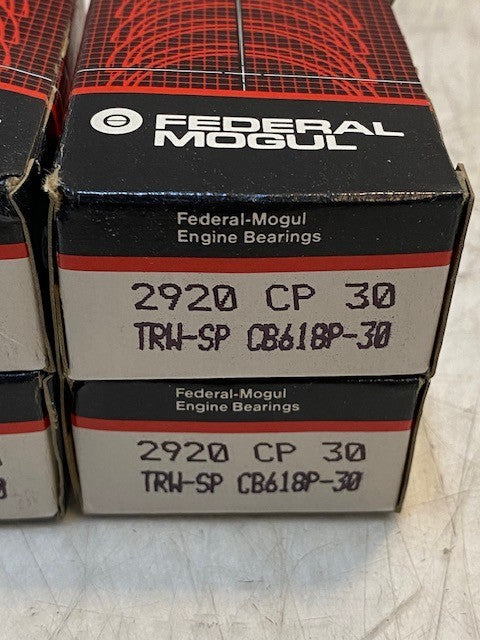 FEDERAL
MOGUL
Federal-Mogul
Engine Bearings
2920 CP 30
TRW-SP CB618P-30
Federal-Mogul
Engine Bearings
2920 CP 30
TRW-SP CB618P-30